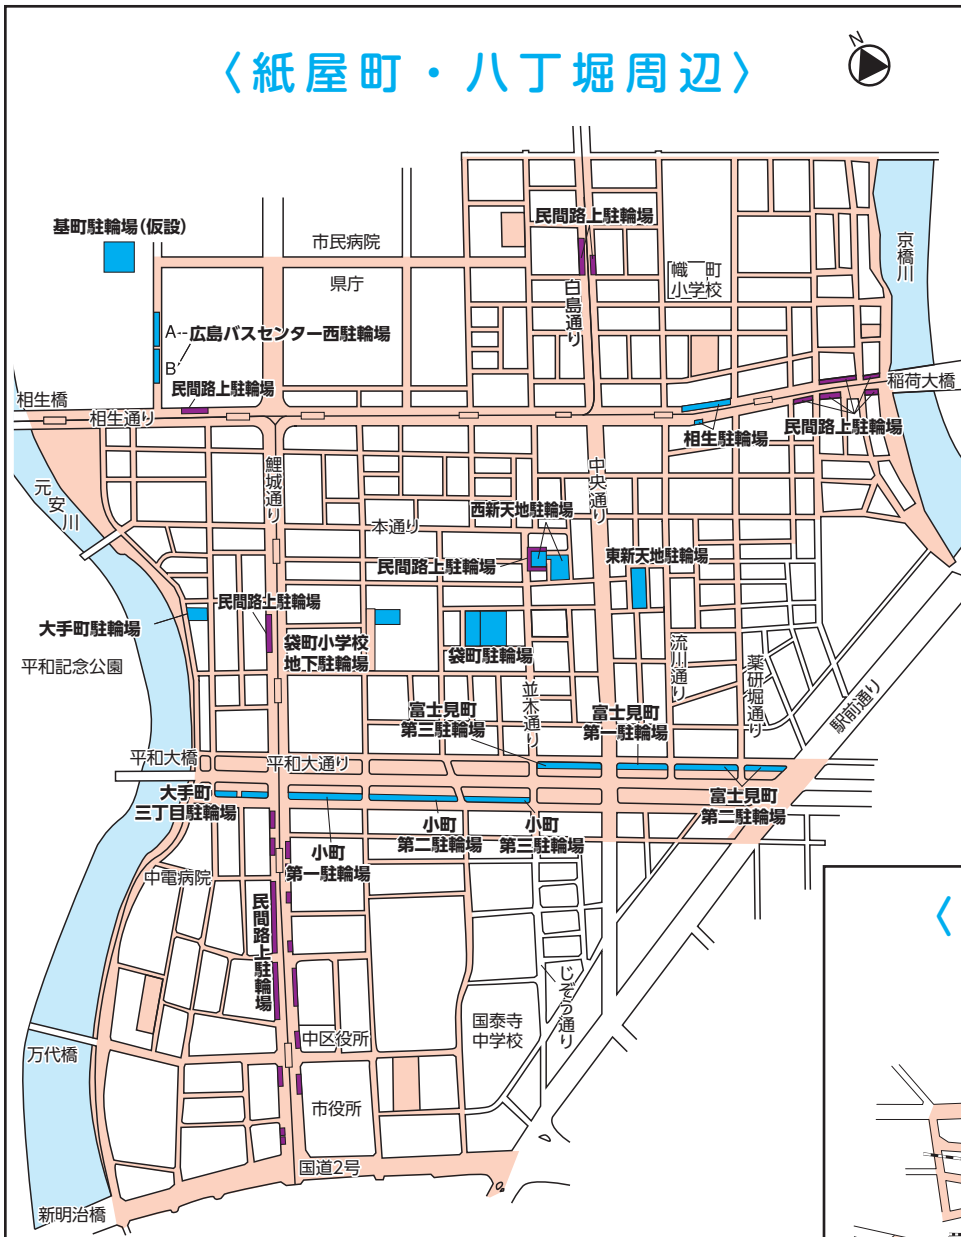 〈紙屋町・八丁堀周辺〉
N
基町駐輪場(仮設)
市民病院
民間路上駐輪場
県庁
幟町
小学校
京橋川
白島通り
A
広島バスセンター西駐輪場
B
民間路上駐輪場
相生橋
相生通り
稲荷大橋
民間路上駐輪場
相生駐輪場
鯉城通り
中央通り
元安川
本通り
西新天地駐輪場
民間路上駐輪場
東新天地駐輪場
民間路上駐輪場
大手町駐輪場
袋町小学校
地下駐輪場
袋町駐輪場
平和記念公園
流川通り
薬研堀通り
並木通り
駅前通り
富士見町
第三駐輪場
富士見町
第一駐輪場
平和大橋
平和大通り
大手町
三丁目駐輪場
富士見町
第二駐輪場
小町
第一駐輪場
小町
第二駐輪場
小町
第三駐輪場
中電病院
民間路上駐輪場
じぞう通り
国泰寺
中学校
中区役所
万代橋
市役所
国道2号
新明治橋
〈